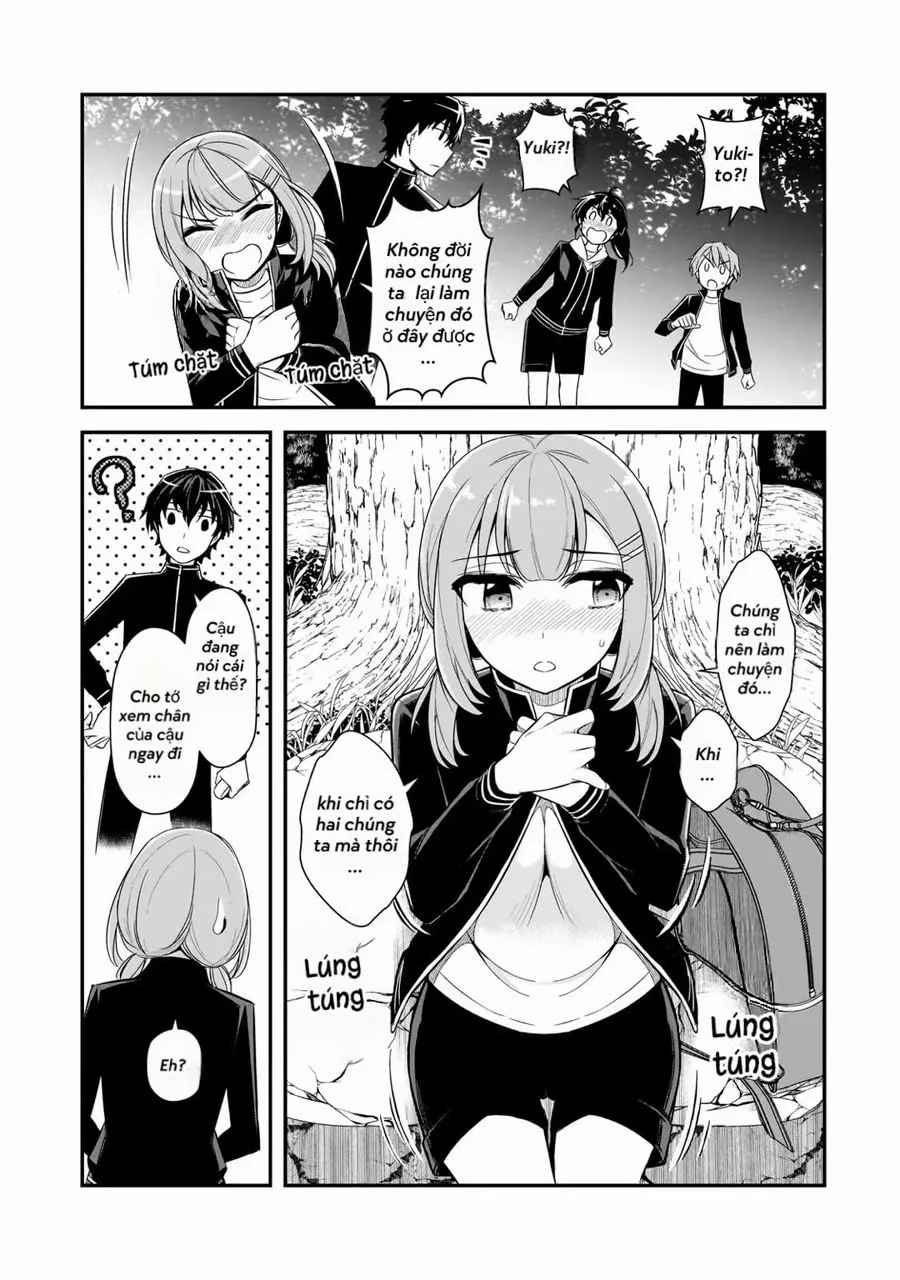 Yuki-
to?!
Yuki?!
Không đời
nào chúng
ta lại làm
chuyện đó
ở đây được
...
Túm chặt
Túm chặt
Chúng
ta chỉ
nên làm
chuyện
đó...
Khi
...
khi chỉ có
hai chúng
ta mà thôi
...
Lúng
túng
Lúng
túng
?
Cậu
đang
nói cái
gì thế?
Cho tớ
xem chân
của cậu
ngay đi
...
Eh?